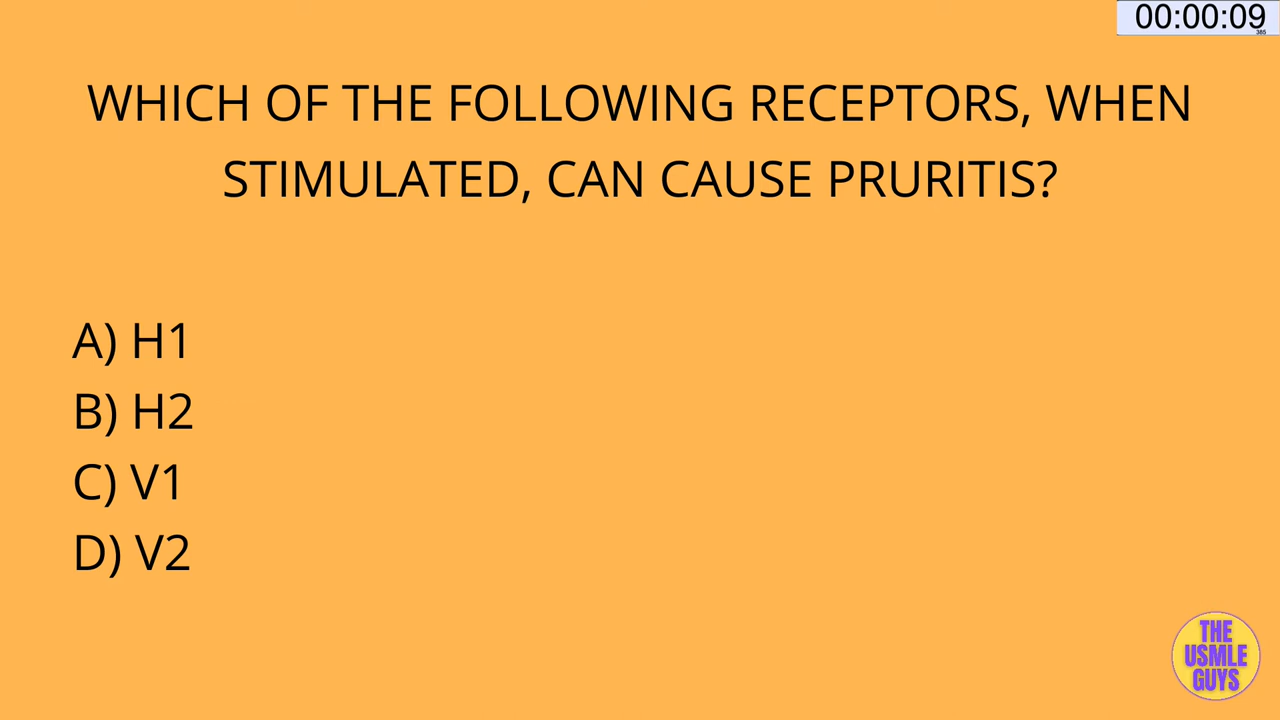 00:00:09
385
WHICH OF THE FOLLOWING RECEPTORS, WHEN
STIMULATED, CAN CAUSE PRURITIS?
A) H1
B) H2
C) V1
D) V2
THE
USMLE
GUYS